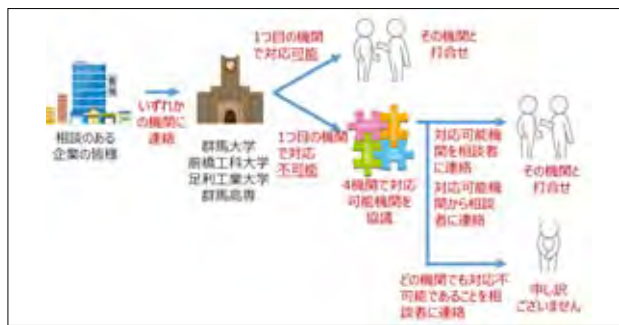 相談のある
企業の皆様
いずれか
の機関に
連絡
群馬大学
前橋工科大学
足利工業大学
群馬高専
1つ目の機関
で対応可能
その機関と
打合せ
1つ目の機関
で対応
不可能
4機関で対応
可能機関を
協議
対応可能機
関を相談者
に連絡
対応可能機
関から相談
者に連絡
その機関と
打合せ
どの機関でも対応不
可能であることを相
談者に連絡
申し訳
ございません